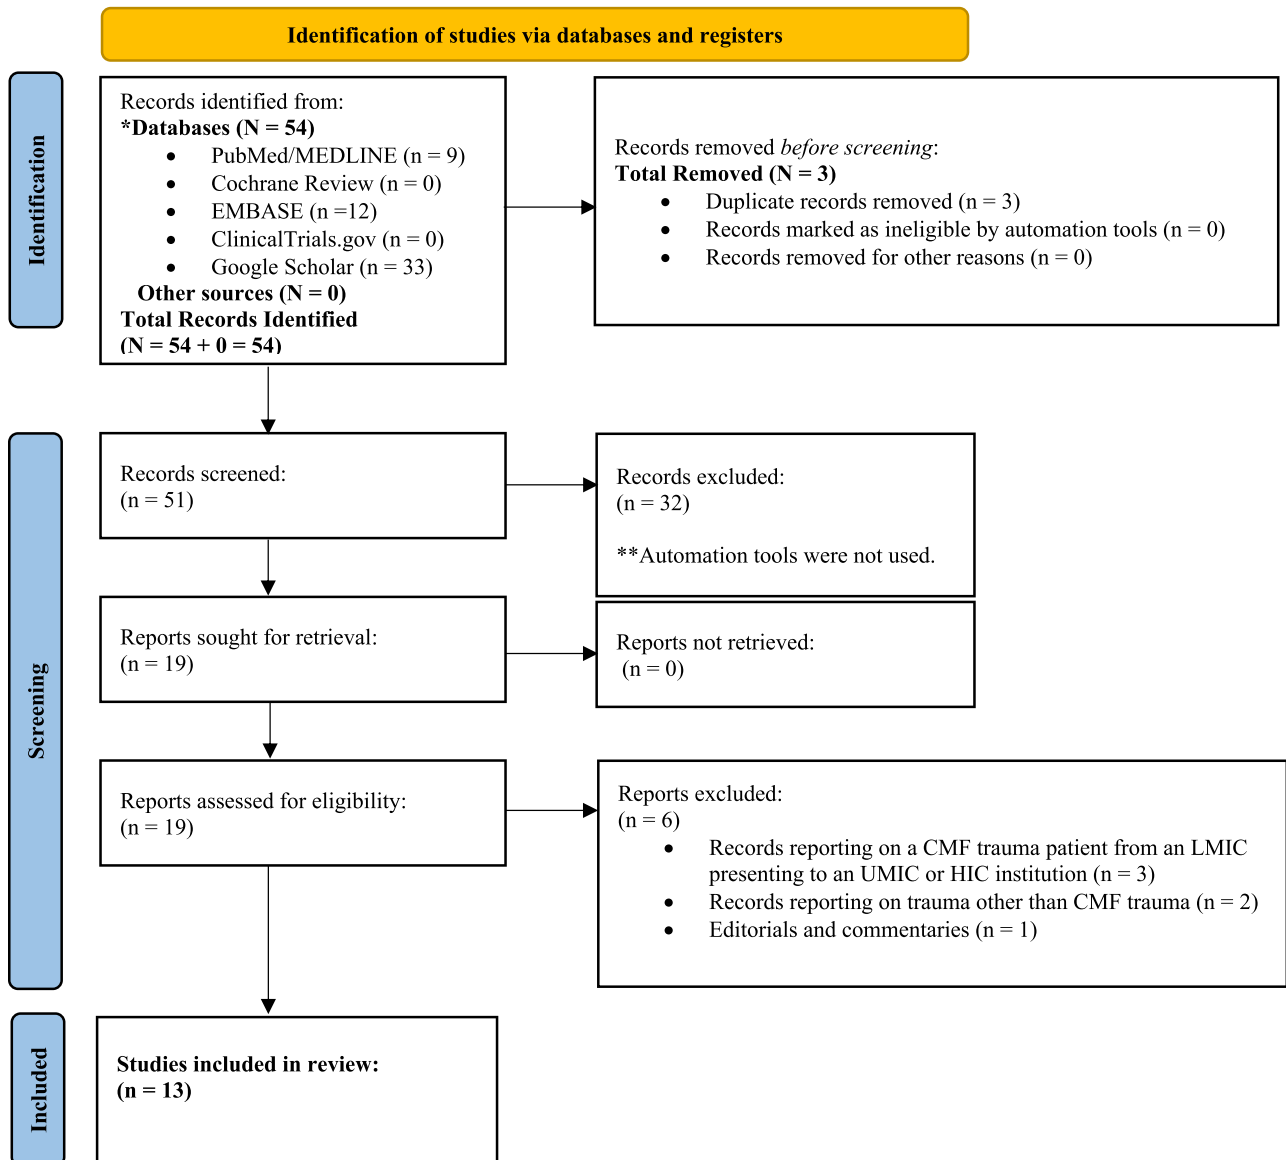 Identification of studies via databases and registers
Identification
Records identified from:
*Databases (N = 54)
• PubMed/MEDLINE (n = 9)
• Cochrane Review (n = 0)
• EMBASE (n =12)
• ClinicalTrials.gov (n = 0)
• Google Scholar (n = 33)
Other sources (N = 0)
Total Records Identified
(N = 54 + 0 = 54)
Records removed before screening:
Total Removed (N = 3)
• Duplicate records removed (n = 3)
• Records marked as ineligible by automation tools (n = 0)
• Records removed for other reasons (n = 0)
Screening
Records screened:
(n = 51)
Records excluded:
(n = 32)
**Automation tools were not used.
Reports sought for retrieval:
(n = 19)
Reports not retrieved:
(n = 0)
Reports assessed for eligibility:
(n = 19)
Reports excluded:
(n = 6)
• Records reporting on a CMF trauma patient from an LMIC
presenting to an UMIC or HIC institution (n = 3)
• Records reporting on trauma other than CMF trauma (n = 2)
• Editorials and commentaries (n = 1)
Included
Studies included in review:
(n = 13)